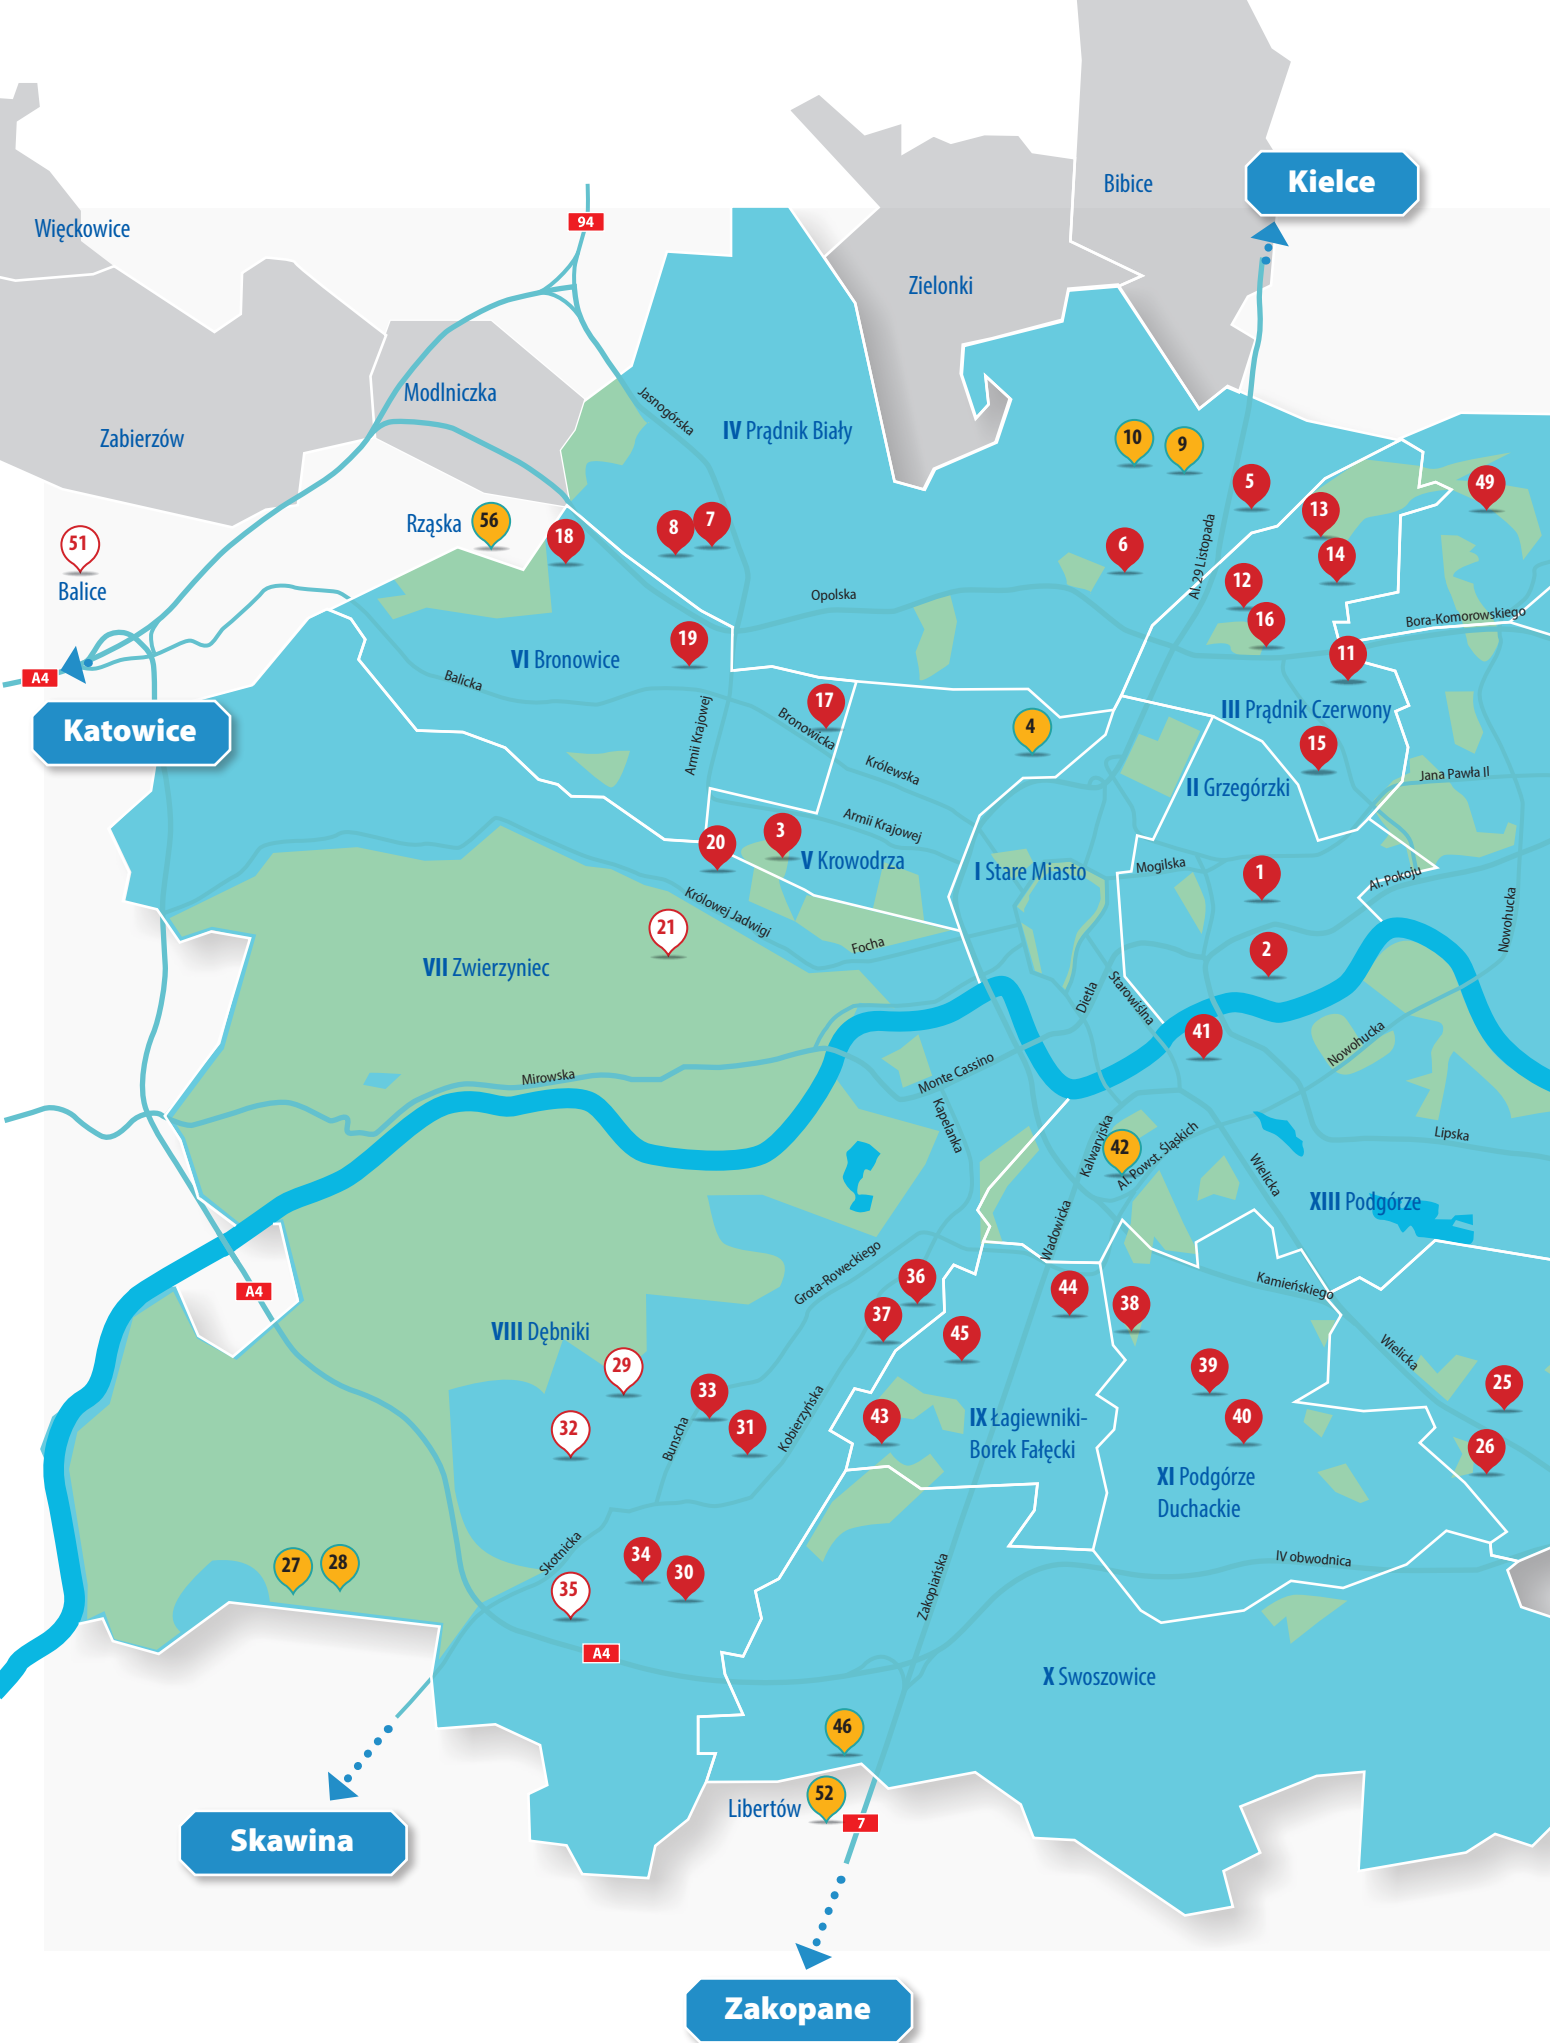 Bibice
Kielce
Więckowice
94
Zielonki
Modlniczka
Jasnogórska
IV Prądnik Biały
Zabierzów
10
9
5
49
13
Rząska
56
8
7
18
51
6
14
Al. 29 Listopada
12
Balice
Opolska
16
Bora-Komorowskiego
19
VI Bronowice
11
A4
Balicka
17
III Prądnik Czerwony
Katowice
Armii Krajowej
Bronowicka
4
15
Królewska
Jana Pawła II
II Grzegórzki
Armii Krajowej
20
3
V Krowodrza
I Stare Miasto
Mogilska
1
Al. Pokoju
Królowej Jadwigi
21
Focha
Nowohucka
2
VII Zwierzyniec
Dietla
Starowiślna
41
Nowohucka
Mirowska
Monte Cassino
Kapelanka
Kalwaryjska
42
Al. Powst. Śląskich
Lipska
Wielicka
XIII Podgórze
Wadowicka
Grota-Roweckiego
36
A4
44
Kamieńskiego
38
37
VIII Dębniki
45
Wielicka
29
39
33
25
32
31
Bunscha
Kobierzyńska
43
IX Łagiewniki-
Borek Fałęcki
40
26
XI Podgórze
Duchackie
Skotnicka
27
28
34
30
35
Zakopiańska
IV obwodnica
A4
X Swoszowice
46
Libertów
52
7
Skawina
Zakopane